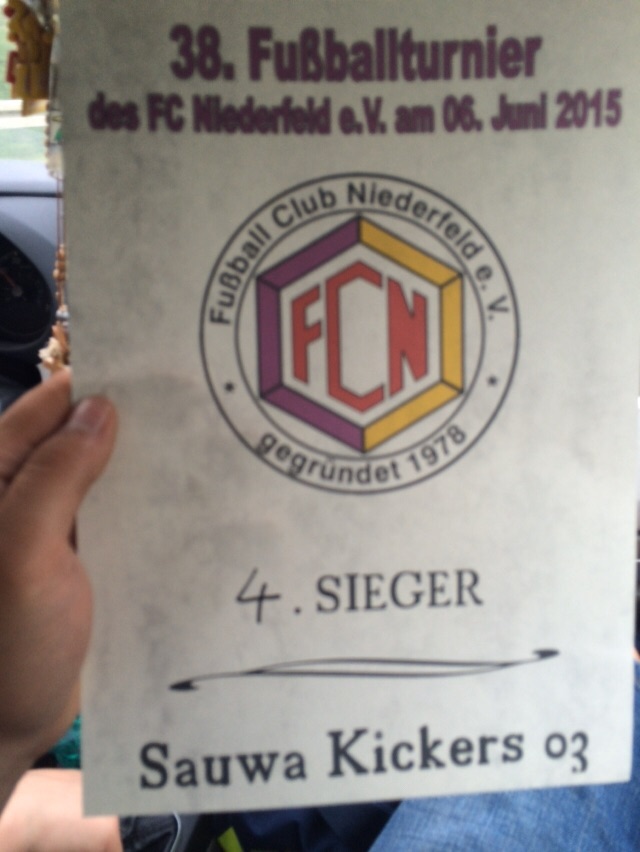 38. Fußballturnier
des FC Niederfeld e.V. am 06. Juni 2015
Fußball Club Niederfeld e. V.
FCN
gegründet 1978
4. SIEGER
Sauwa Kickers 03